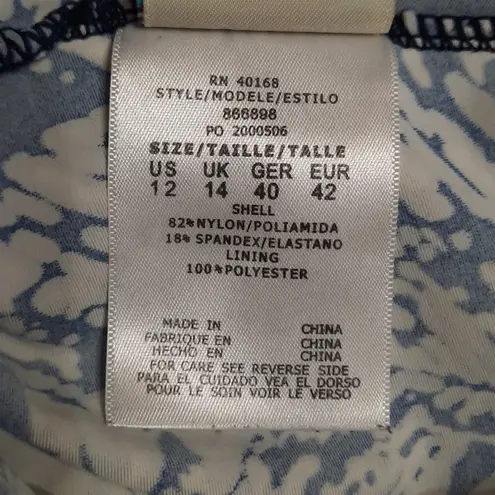 RN 40168
STYLE/MODELE/ESTILO
866898
PO 2000506
SIZE/TAILLE/TALLE
US UK GER EUR
12 14 40 42
SHELL
82%NYLON/POLIAMIDA
18% SPANDEX/ELASTANO
LINING
100%POLYESTER
MADE IN CHINA
FABRIQUE EN CHINA
HECHO EN CHINA
FOR CARE SEE REVERSE SIDE
PARA EL CUIDADO VEA EL DORSO
POUR LE SOIN VOIR LE VERSO